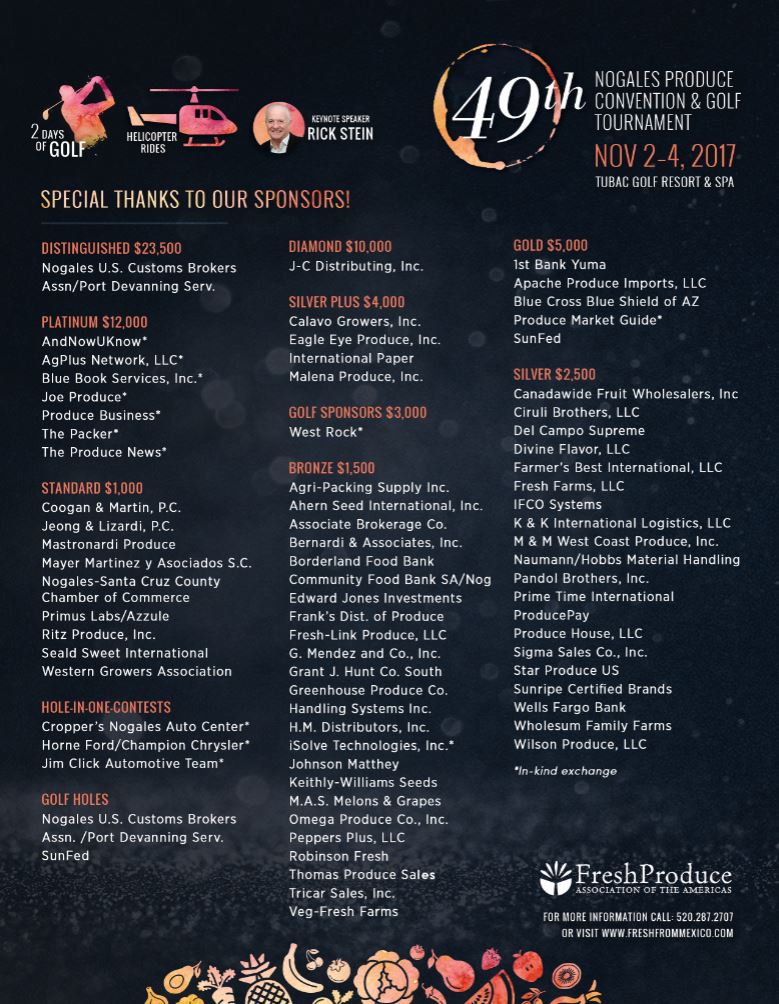 2 DAYS
OF GOLF
HELICOPTER
RIDES
KEYNOTE SPEAKER
RICK STEIN
49th
NOGALES PRODUCE
CONVENTION & GOLF
TOURNAMENT
NOV 2-4, 2017
TUBAC GOLF RESORT & SPA
SPECIAL THANKS TO OUR SPONSORS!
DISTINGUISHED $23,500
Nogales U.S. Customs Brokers
Assn/Port Devanning Serv.
PLATINUM $12,000
AndNowUKnow*
AgPlus Network, LLC*
Blue Book Services, Inc.*
Joe Produce*
Produce Business*
The Packer*
The Produce News*
STANDARD $1,000
Coogan & Martin, P.C.
Jeong & Lizardi, P.C.
Mastronardi Produce
Mayer Martinez y Asociados S.C.
Nogales-Santa Cruz County
Chamber of Commerce
Primus Labs/Azzule
Ritz Produce, Inc.
Seald Sweet International
Western Growers Association
HOLE-IN-ONE-CONTESTS
Cropper's Nogales Auto Center*
Horne Ford/Champion Chrysler*
Jim Click Automotive Team*
GOLF HOLES
Nogales U.S. Customs Brokers
Assn. /Port Devanning Serv.
SunFed
DIAMOND $10,000
J-C Distributing, Inc.
SILVER PLUS $4,000
Calavo Growers, Inc.
Eagle Eye Produce, Inc.
International Paper
Malena Produce, Inc.
GOLF SPONSORS $3,000
West Rock*
BRONZE $1,500
Agri-Packing Supply Inc.
Ahern Seed International, Inc.
Associate Brokerage Co.
Bernardi & Associates, Inc.
Borderland Food Bank
Community Food Bank SA/Nog
Edward Jones Investments
Frank's Dist. of Produce
Fresh-Link Produce, LLC
G. Mendez and Co., Inc.
Grant J. Hunt Co. South
Greenhouse Produce Co.
Handling Systems Inc.
H.M. Distributors, Inc.
iSolve Technologies, Inc.*
Johnson Matthey
Keithly-Williams Seeds
M.A.S. Melons & Grapes
Omega Produce Co., Inc.
Peppers Plus, LLC
Robinson Fresh
Thomas Produce Sales
Tricar Sales, Inc.
Veg-Fresh Farms
GOLD $5,000
1st Bank Yuma
Apache Produce Imports, LLC
Blue Cross Blue Shield of AZ
Produce Market Guide*
SunFed
SILVER $2,500
Canadawide Fruit Wholesalers, Inc
Ciruli Brothers, LLC
Del Campo Supreme
Divine Flavor, LLC
Farmer's Best International, LLC
Fresh Farms, LLC
IFCO Systems
K & K International Logistics, LLC
M & M West Coast Produce, Inc.
Naumann/Hobbs Material Handling
Pandol Brothers, Inc.
Prime Time International
ProducePay
Produce House, LLC
Sigma Sales Co., Inc.
Star Produce US
Sunripe Certified Brands
Wells Fargo Bank
Wholesum Family Farms
Wilson Produce, LLC
*In-kind exchange
FreshProduce
ASSOCIATION OF THE AMERICAS
FOR MORE INFORMATION CALL: 520.287.2707
OR VISIT WWW.FRESHFROMMEXICO.COM